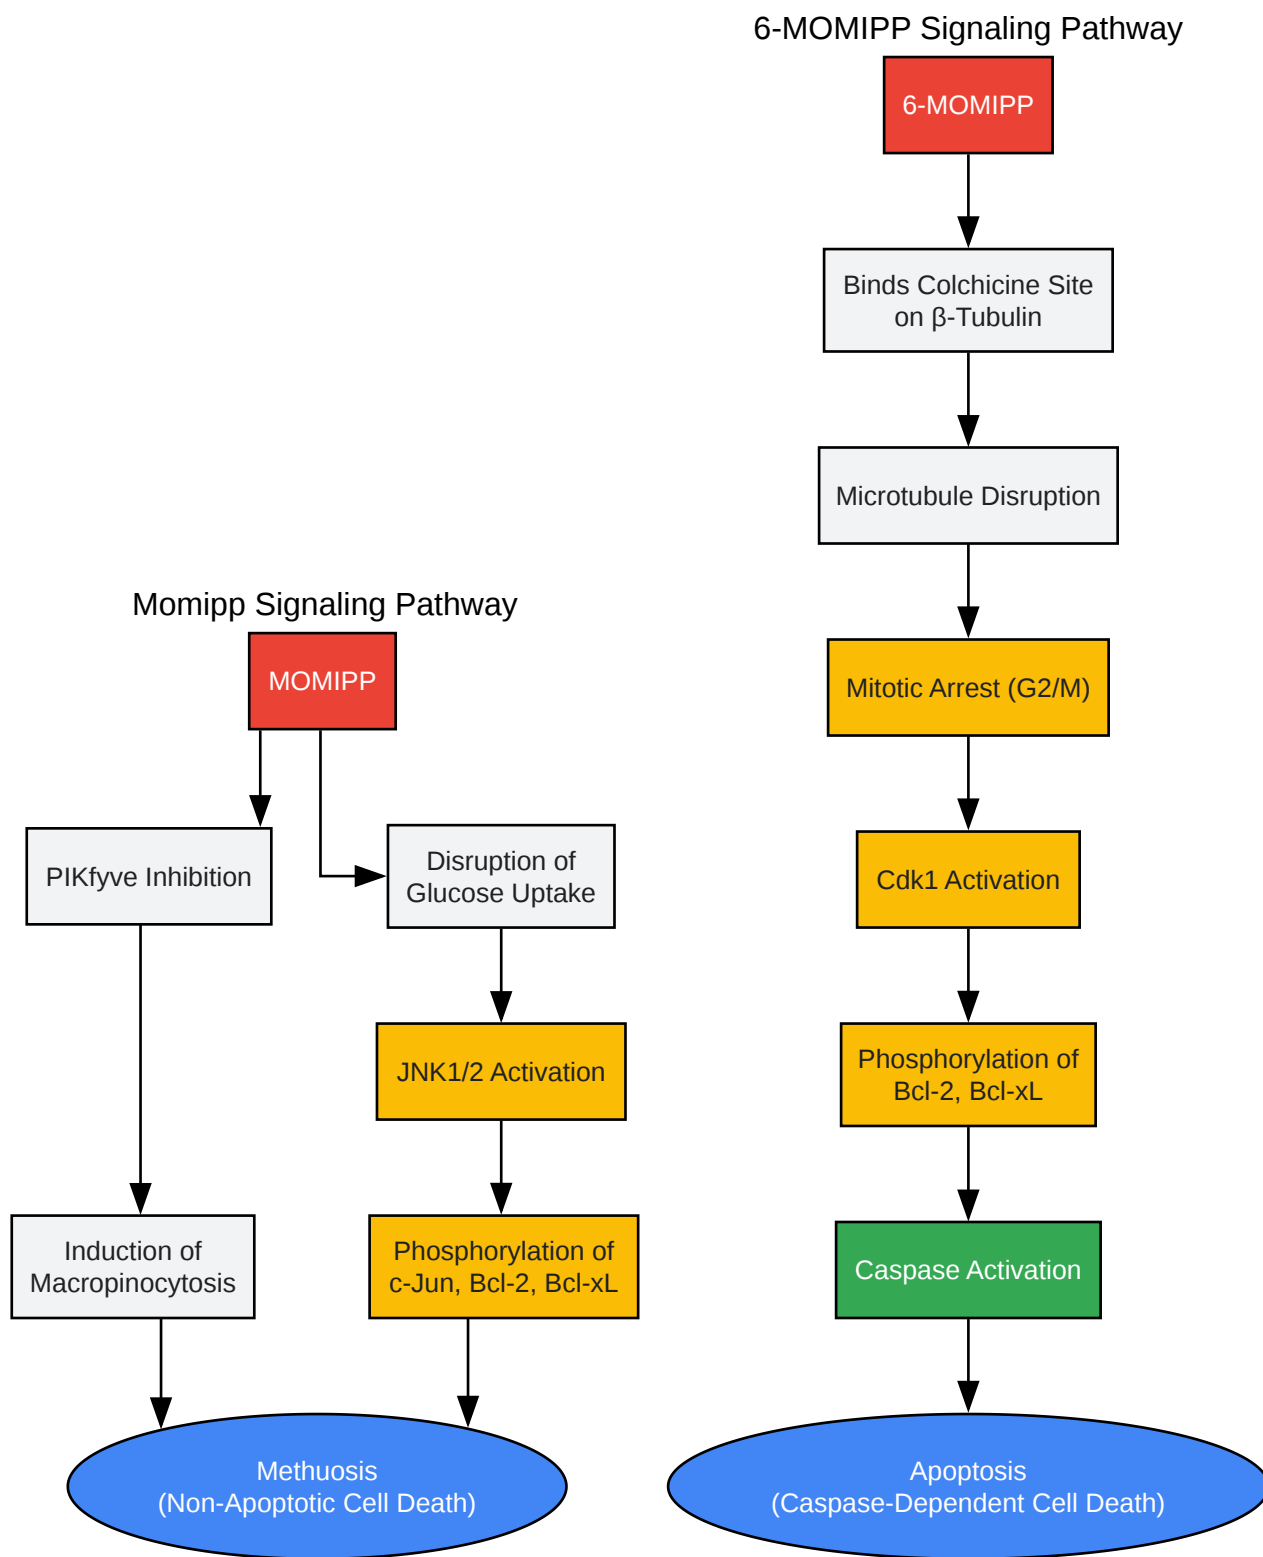 6-MOMIPP Signaling Pathway
6-MOMIPP
Binds Colchicine Site
on β-Tubulin
Microtubule Disruption
Mitotic Arrest (G2/M)
Cdk1 Activation
Phosphorylation of
Bcl-2, Bcl-xL
Caspase Activation
Apoptosis
(Caspase-Dependent Cell Death)
Momipp Signaling Pathway
MOMIPP
PIKfyve Inhibition
Disruption of
Glucose Uptake
JNK1/2 Activation
Induction of
Macropinocytosis
Phosphorylation of
c-Jun, Bcl-2, Bcl-xL
Methuosis
(Non-Apoptotic Cell Death)